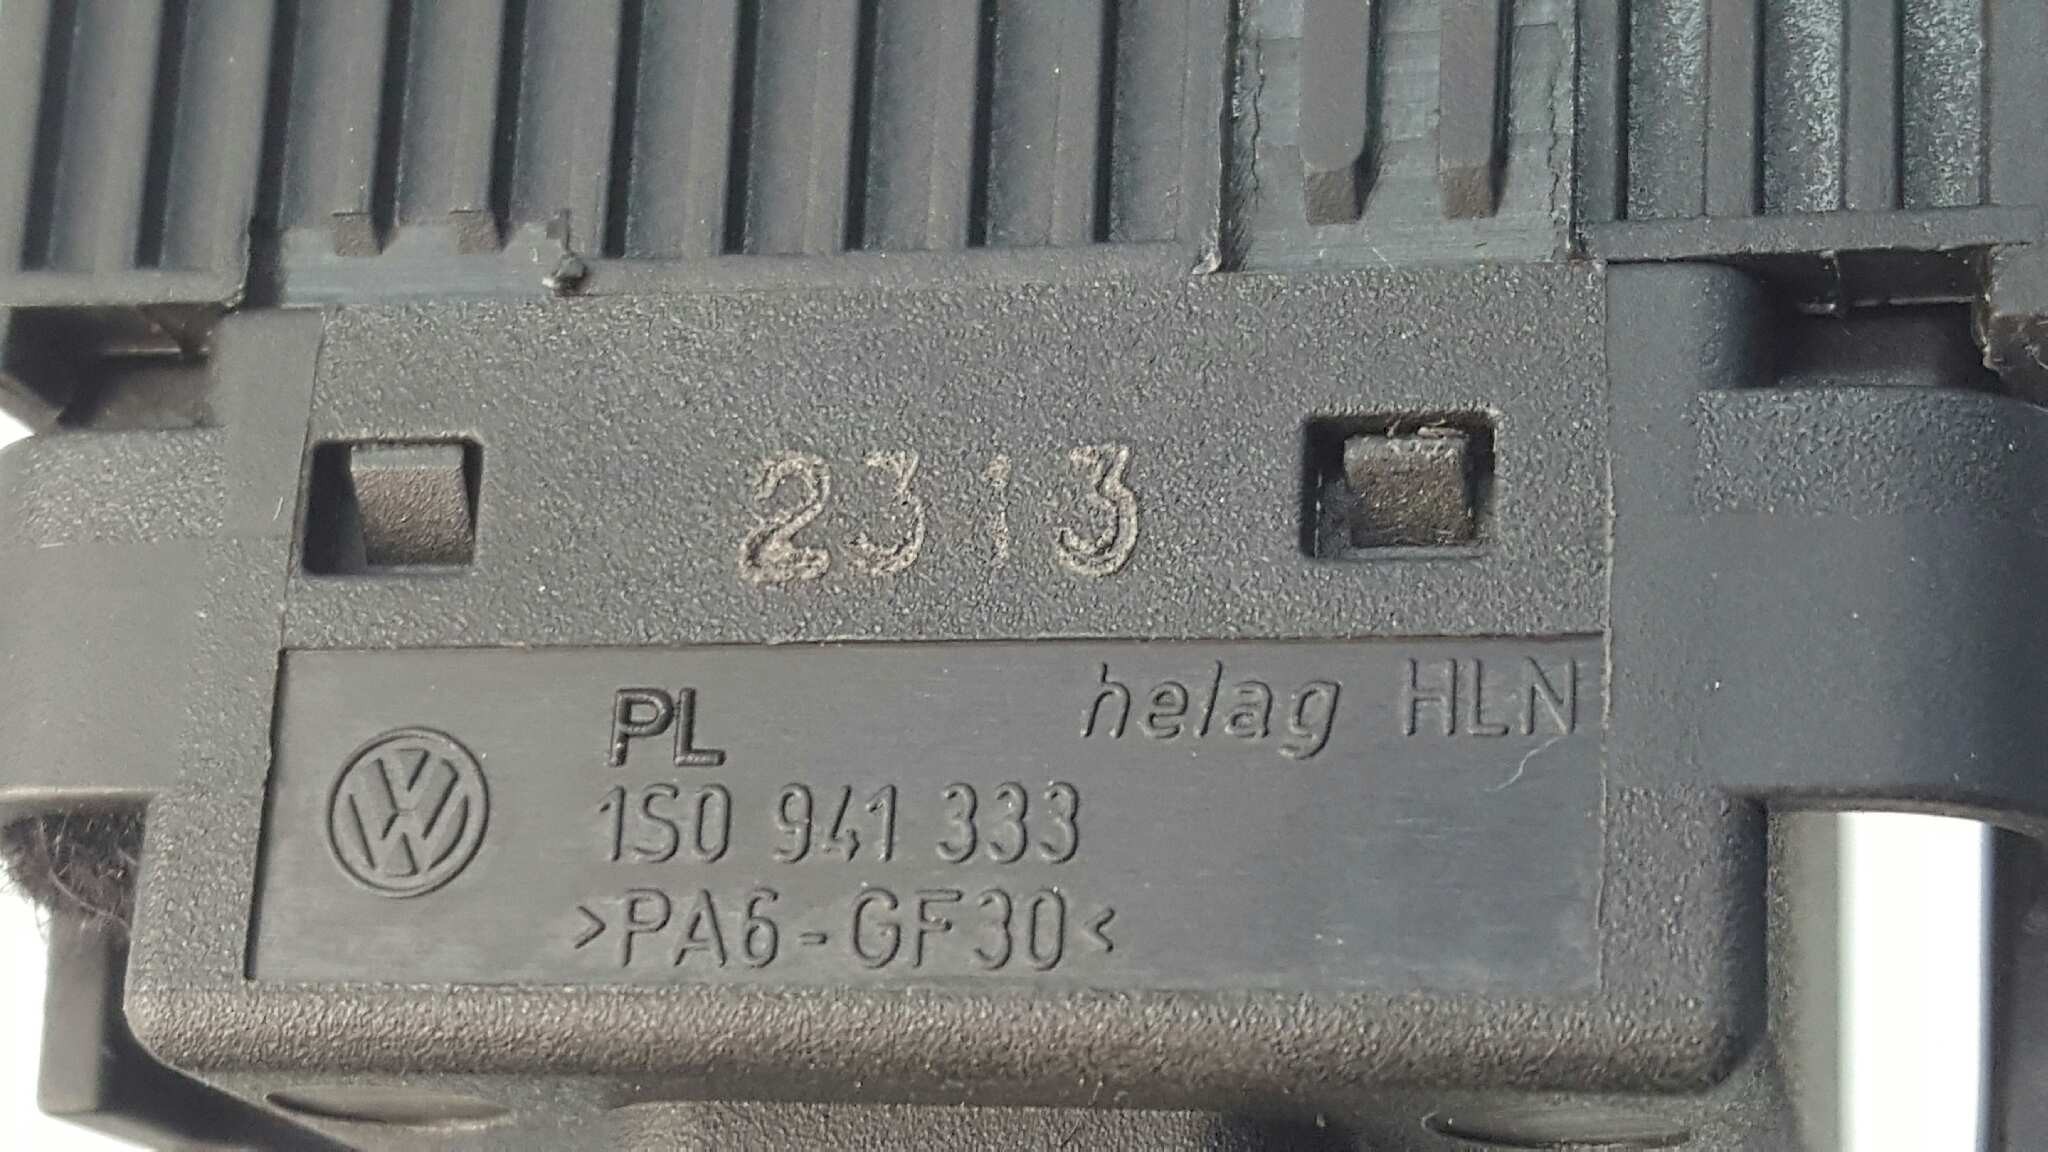 2313
helag HLN
PL
1S0 941 333
>PA6-GF30<